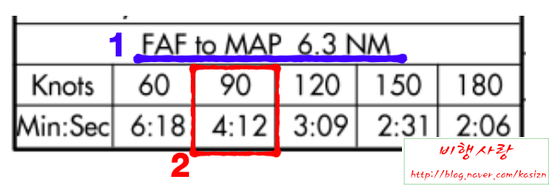 1
FAF to MAP 6.3 NM
Knots 60 90 120 150 180
Min:Sec 6:18 4:12 3:09 2:31 2:06
2
비행사랑
http://blog.naver.com/kasizn